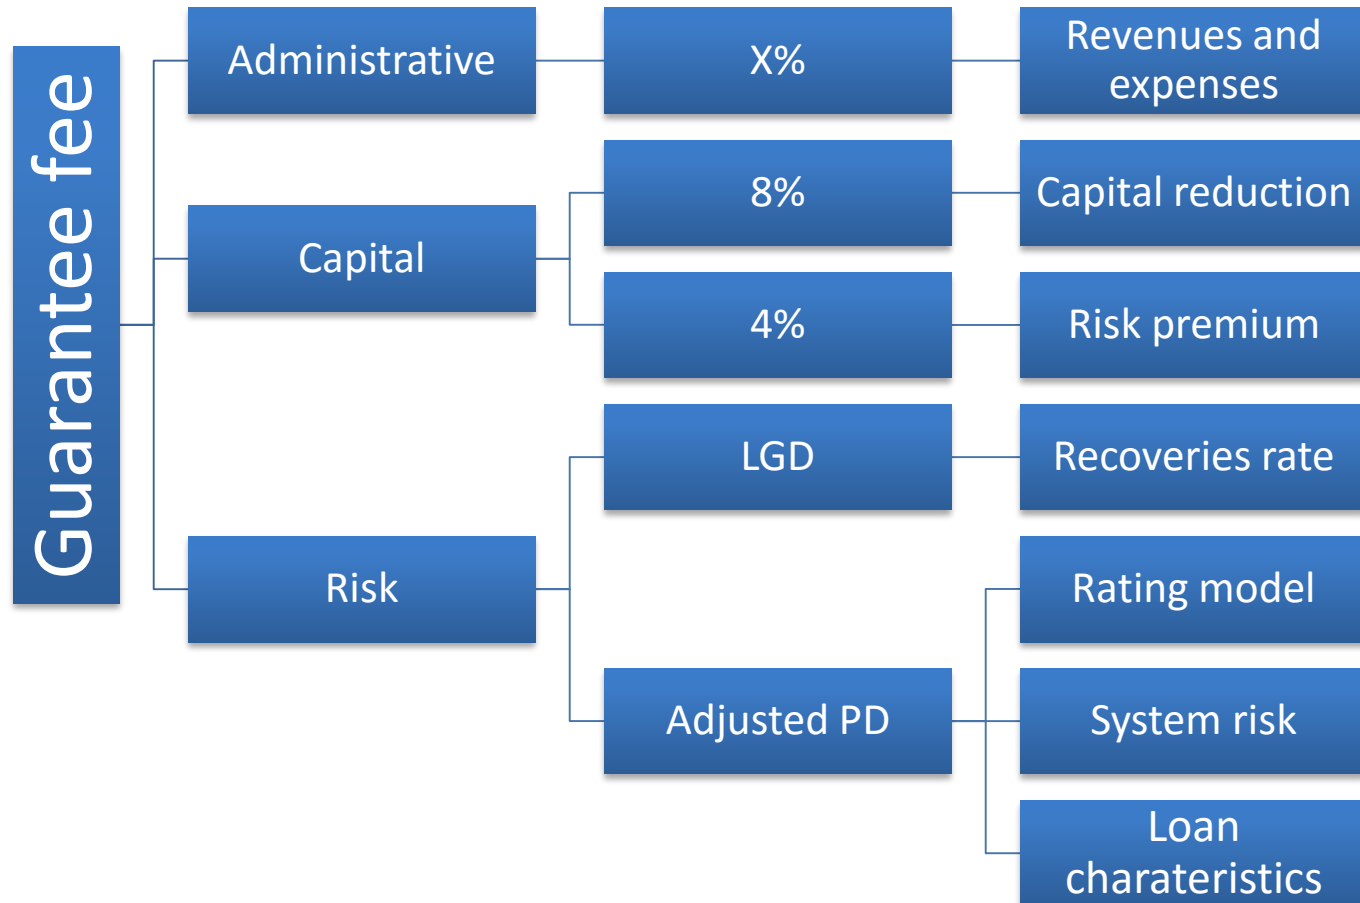 Guarantee fee
Administrative
X%
Revenues and
expenses
Capital
8%
Capital reduction
4%
Risk premium
Risk
LGD
Recoveries rate
Adjusted PD
Rating model
System risk
Loan
charateristics